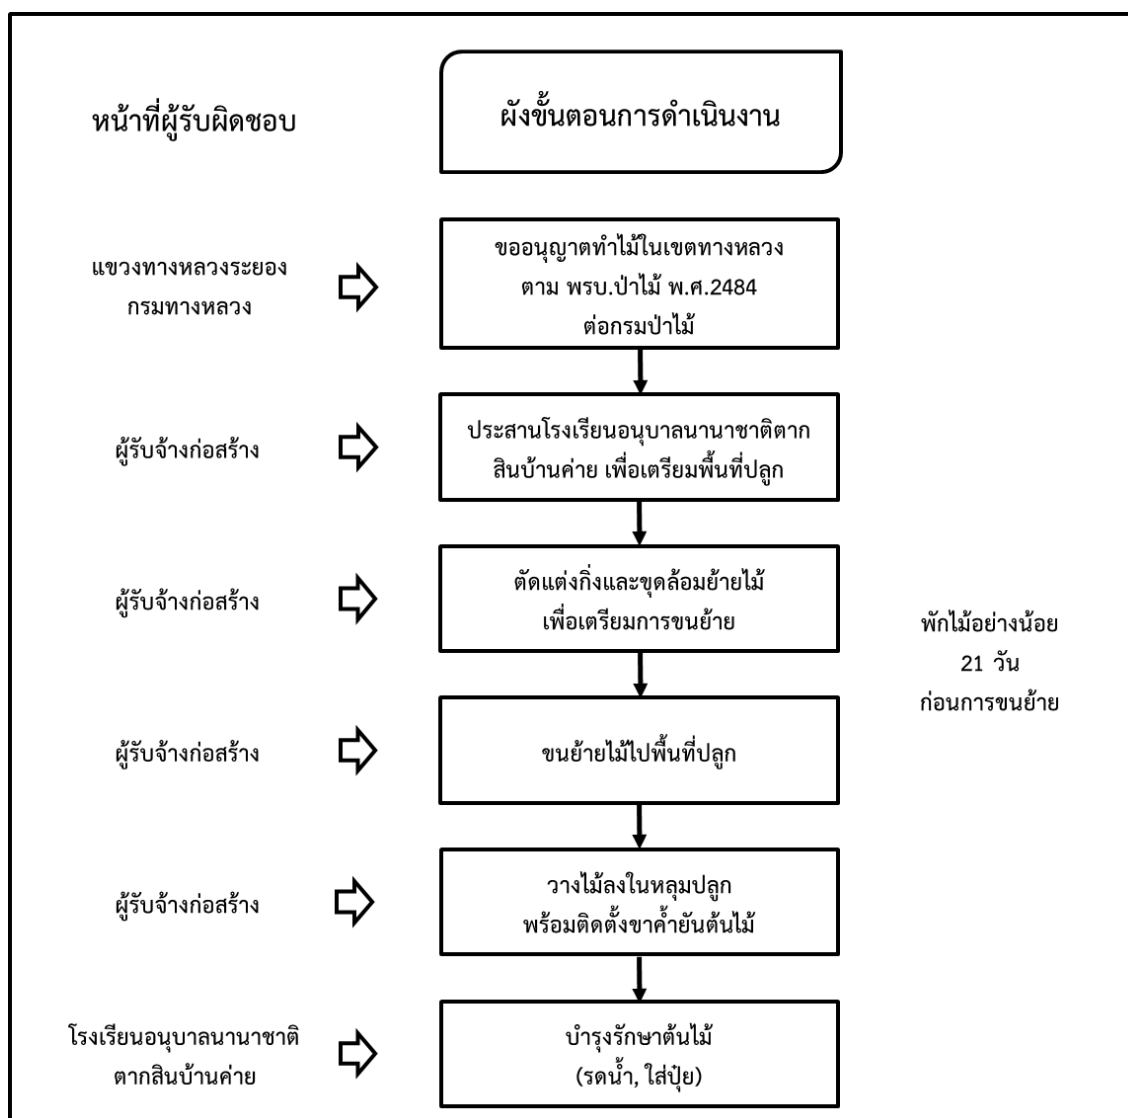 หน้าที่ผู้รับผิดชอบ
ผังขั้นตอนการดำเนินงาน
แขวงทางหลวงระยอง
กรมทางหลวง
ขออนุญาตทำไม้ในเขตทางหลวง
ตาม พรบ.ป่าไม้ พ.ศ.2484
ต่อกรมป่าไม้
ผู้รับจ้างก่อสร้าง
ประสานโรงเรียนอนุบาลนานาชาติตาก
สินบ้านค่าย เพื่อเตรียมพื้นที่ปลูก
ผู้รับจ้างก่อสร้าง
ตัดแต่งกิ่งและขุดล้อมย้ายไม้
เพื่อเตรียมการขนย้าย
พักไม้อย่างน้อย
21 วัน
ก่อนการขนย้าย
ผู้รับจ้างก่อสร้าง
ขนย้ายไม้ไปพื้นที่ปลูก
ผู้รับจ้างก่อสร้าง
วางไม้ลงในหลุมปลูก
พร้อมติดตั้งขาค้ำยันต้นไม้
โรงเรียนอนุบาลนานาชาติ
ตากสินบ้านค่าย
บำรุงรักษาต้นไม้
(รดน้ำ, ใส่ปุ๋ย)